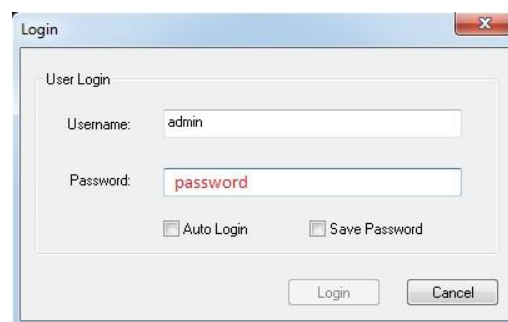 Login
User Login
Username: admin
Password: password
Auto Login Save Password
Login Cancel